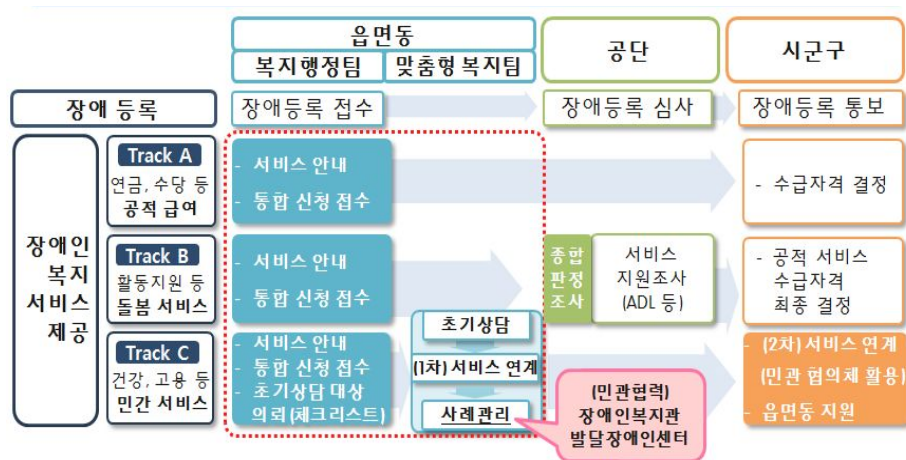 읍면동
복지행정팀
맞춤형 복지팀
공단
시군구
장애 등록
장애등록 접수
장애등록 심사
장애등록 통보
장애인
복지
서비스
제공
Track A
연금, 수당 등
공적 급여
- 서비스 안내
- 통합 신청 접수
- 수급자격 결정
Track B
활동지원 등
돌봄 서비스
- 서비스 안내
- 통합 신청 접수
종합
판정
조사
서비스
지원조사
(ADL 등)
- 공적 서비스
수급자격
최종 결정
Track C
건강, 고용 등
민간 서비스
- 서비스 안내
- 통합 신청 접수
- 초기상담 대상
의뢰(체크리스트)
초기상담
(1차) 서비스 연계
사례관리
(민관협력)
장애인복지관
발달장애인센터
- (2차) 서비스 연계
(민관 협의체 활용)
- 읍면동 지원